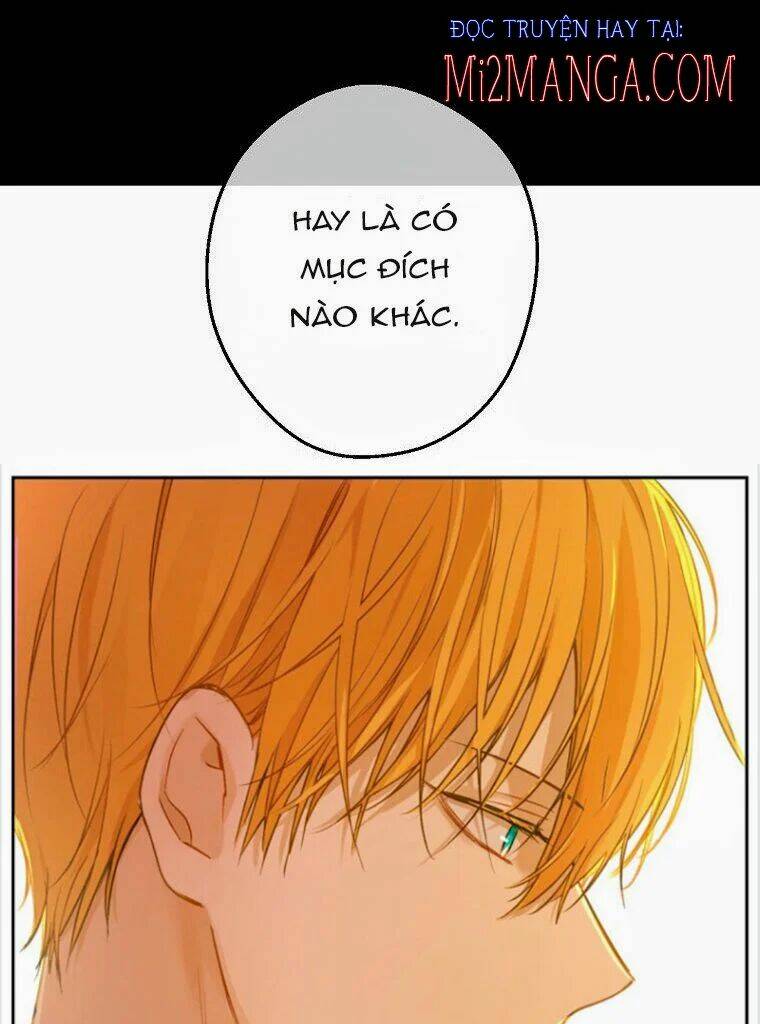 ĐỌC TRUYỆN HAY TẠI:
Mi2MANGA.COM
HAY LÀ CÓ
MỤC ĐÍCH
NÀO KHÁC.